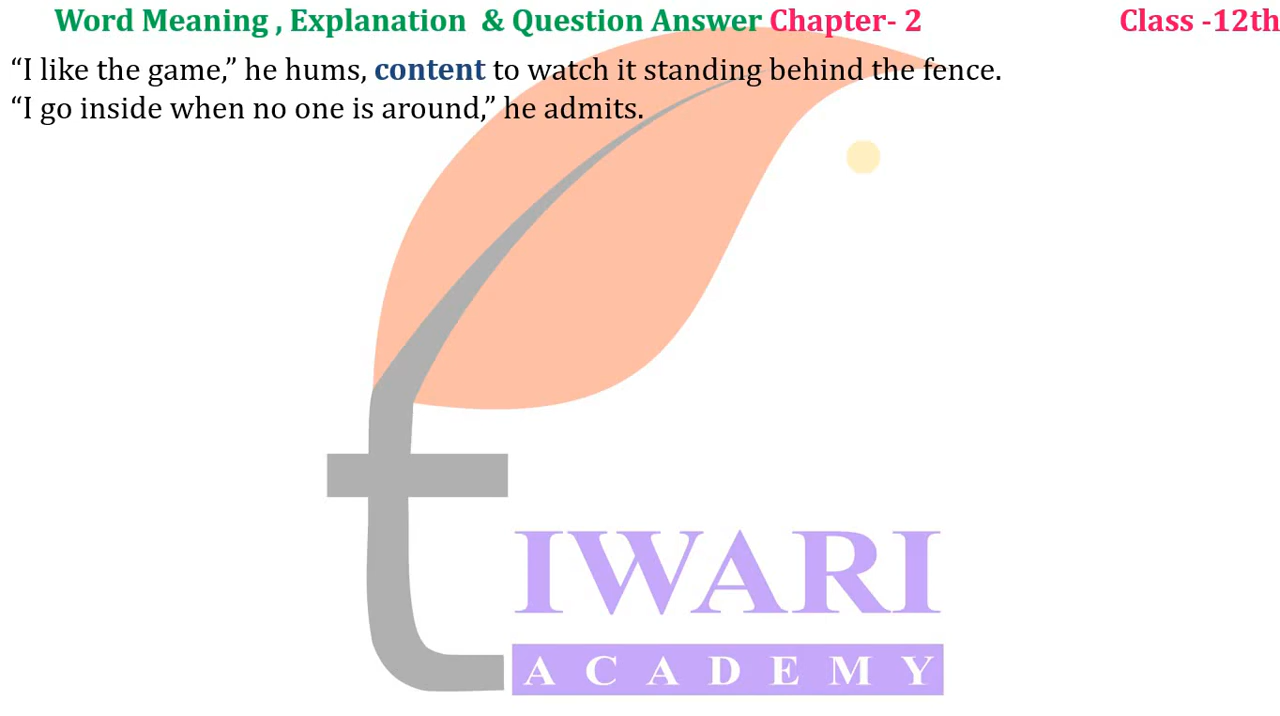 Word Meaning , Explanation & Question Answer Chapter- 2 Class -12th
“I like the game,” he hums, content to watch it standing behind the fence.
“I go inside when no one is around,” he admits.
tIWARI
ACADEMY